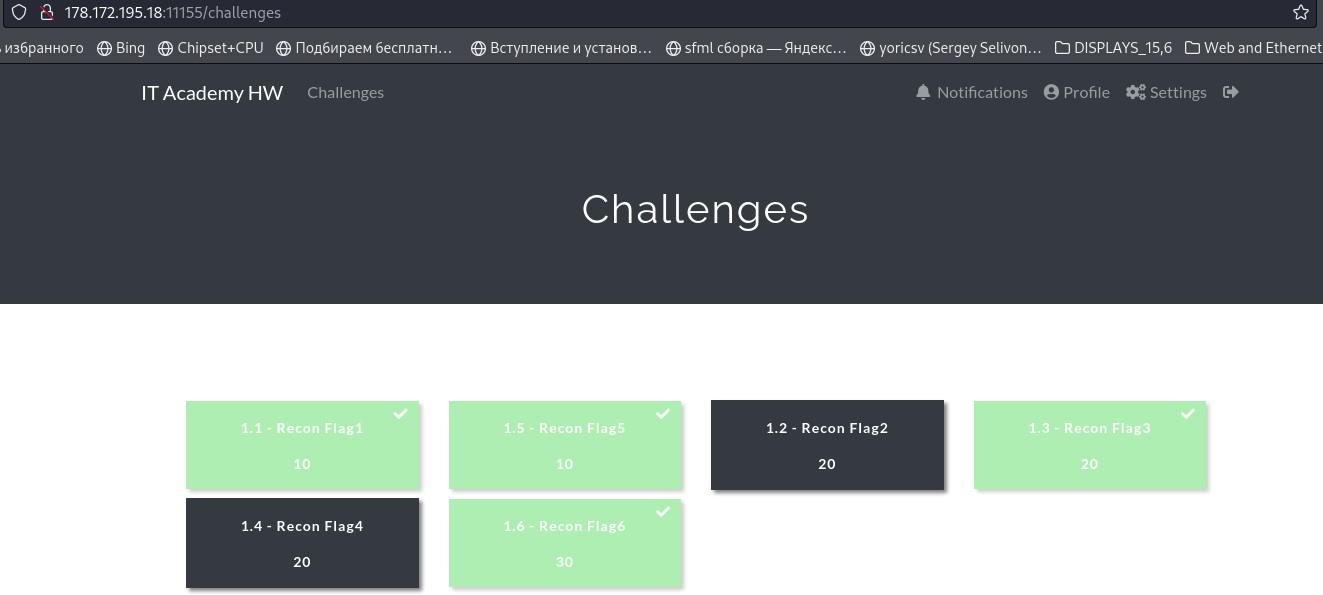 178.172.195.18:11155/challenges
избранного Bing Chipset+CPU Подбираем бесплатн… Вступление и установ… sfml сборка — Яндекс… yoricsv (Sergey Selivon… DISPLAYS_15,6 Web and Ethernet
IT Academy HW Challenges Notifications Profile Settings
Challenges
1.1 - Recon Flag1
10
1.5 - Recon Flag5
10
1.2 - Recon Flag2
20
1.3 - Recon Flag3
20
1.4 - Recon Flag4
20
1.6 - Recon Flag6
30